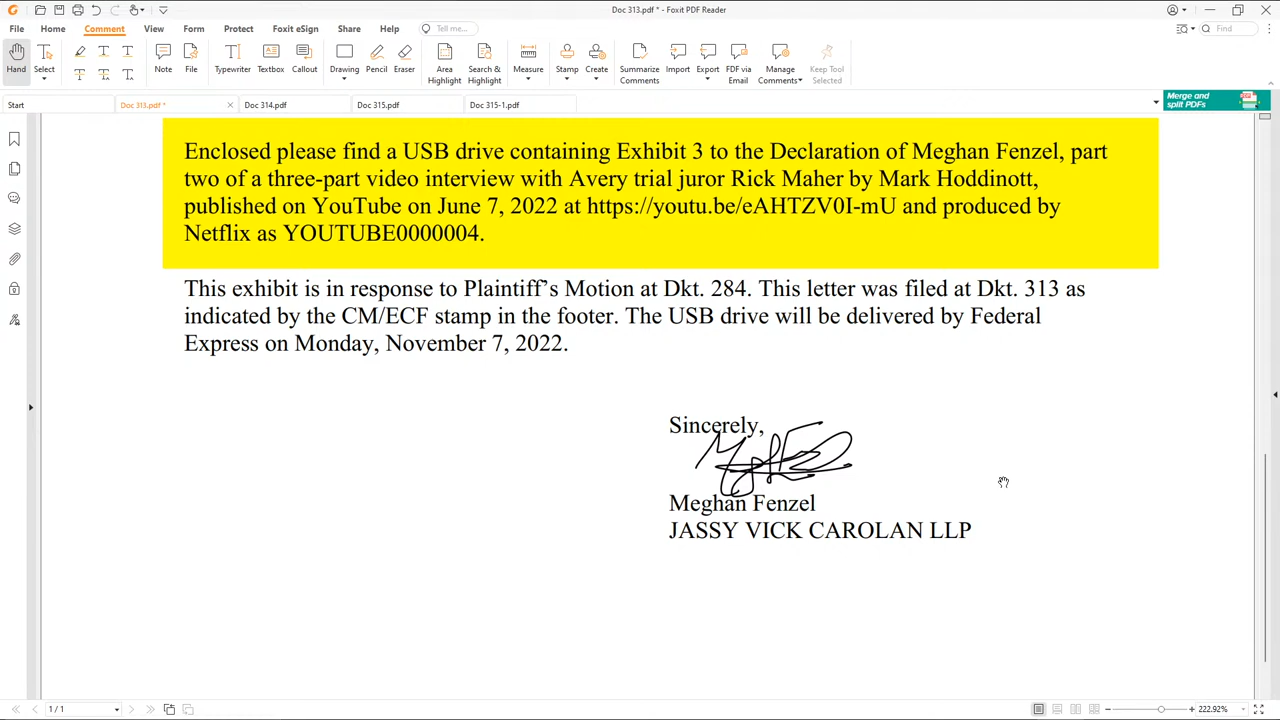 Doc 313.pdf * - Foxit PDF Reader
File Home Comment View Form Protect Foxit eSign Share Help Tell me... Find
Hand Select Note File Typewriter Textbox Callout Drawing Pencil Eraser Area Highlight Search & Highlight Measure Stamp Create Summarize Comments Import Export FDF via Email Manage Comments Keep Tool Selected
Start Doc 313.pdf * Doc 314.pdf Doc 315.pdf Doc 315-1.pdf Merge and split PDFs
Enclosed please find a USB drive containing Exhibit 3 to the Declaration of Meghan Fenzel, part
two of a three-part video interview with Avery trial juror Rick Maher by Mark Hoddinott,
published on YouTube on June 7, 2022 at https://youtu.be/eAHTZV0I-mU and produced by
Netflix as YOUTUBE0000004.
This exhibit is in response to Plaintiff's Motion at Dkt. 284. This letter was filed at Dkt. 313 as
indicated by the CM/ECF stamp in the footer. The USB drive will be delivered by Federal
Express on Monday, November 7, 2022.
Sincerely,
Meghan Fenzel
JASSY VICK CAROLAN LLP
1 / 1 222.92%